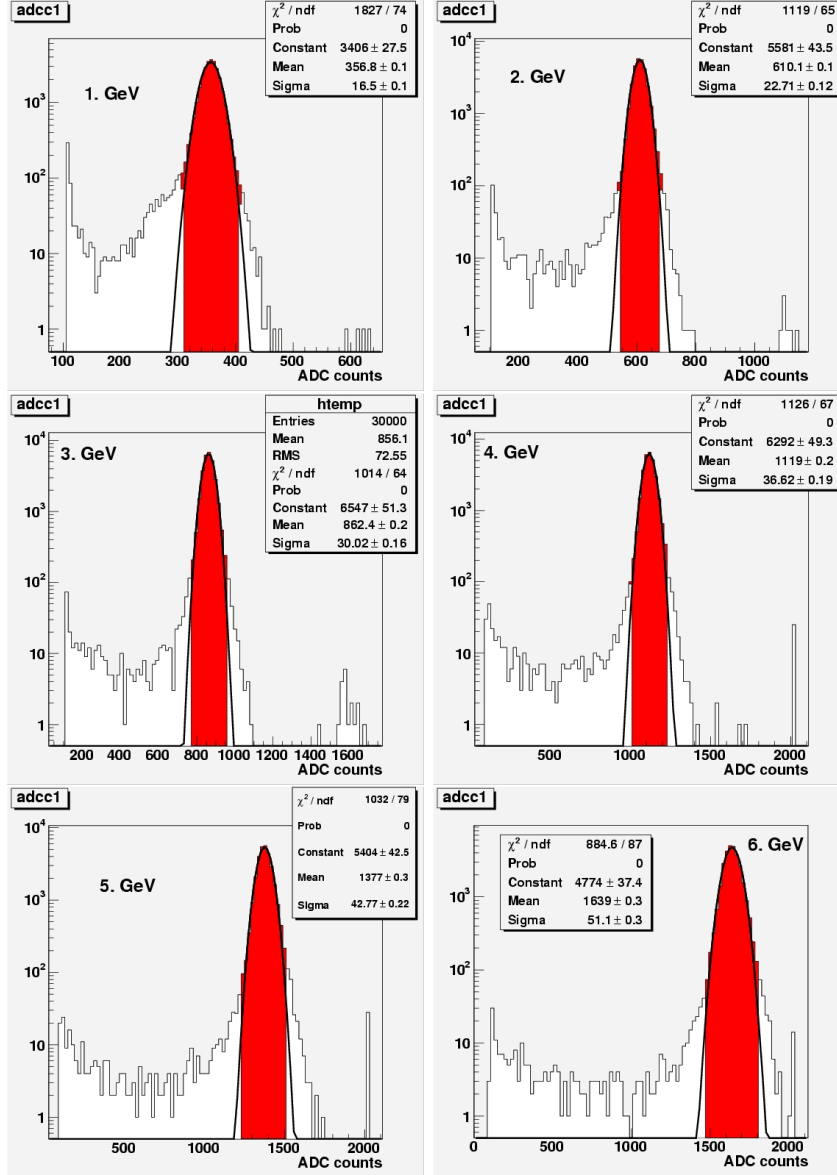 adcc1
χ² / ndf 1827 / 74
Prob 0
Constant 3406 ± 27.5
Mean 356.8 ± 0.1
Sigma 16.5 ± 0.1
1. GeV
10³
10²
10
1
100 200 300 400 500 600
ADC counts
adcc1
χ² / ndf 1119 / 65
Prob 0
Constant 5581 ± 43.5
Mean 610.1 ± 0.1
Sigma 22.71 ± 0.12
2. GeV
10⁴
10³
10²
10
1
200 400 600 800 1000
ADC counts
adcc1
htemp
Entries 30000
Mean 856.1
RMS 72.55
χ² / ndf 1014 / 64
Prob 0
Constant 6547 ± 51.3
Mean 862.4 ± 0.2
Sigma 30.02 ± 0.16
3. GeV
10⁴
10³
10²
10
1
200 400 600 800 1000 1200 1400 1600
ADC counts
adcc1
χ² / ndf 1126 / 67
Prob 0
Constant 6292 ± 49.3
Mean 1119 ± 0.2
Sigma 36.62 ± 0.19
4. GeV
10⁴
10³
10²
10
1
500 1000 1500 2000
ADC counts
adcc1
χ² / ndf 1032 / 79
Prob 0
Constant 5404 ± 42.5
Mean 1377 ± 0.3
Sigma 42.77 ± 0.22
5. GeV
10⁴
10³
10²
10
1
500 1000 1500 2000
ADC counts
adcc1
χ² / ndf 884.6 / 87
Prob 0
Constant 4774 ± 37.4
Mean 1639 ± 0.3
Sigma 51.1 ± 0.3
6. GeV
10³
10²
10
1
0 500 1000 1500 2000
ADC counts